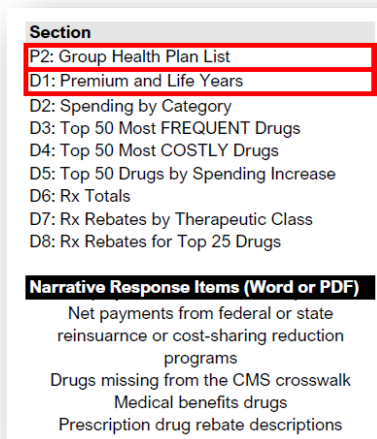 Section
P2: Group Health Plan List
D1: Premium and Life Years
D2: Spending by Category
D3: Top 50 Most FREQUENT Drugs
D4: Top 50 Most COSTLY Drugs
D5: Top 50 Drugs by Spending Increase
D6: Rx Totals
D7: Rx Rebates by Therapeutic Class
D8: Rx Rebates for Top 25 Drugs
Narrative Response Items (Word or PDF)
Net payments from federal or state
reinsuarnce or cost-sharing reduction
programs
Drugs missing from the CMS crosswalk
Medical benefits drugs
Prescription drug rebate descriptions